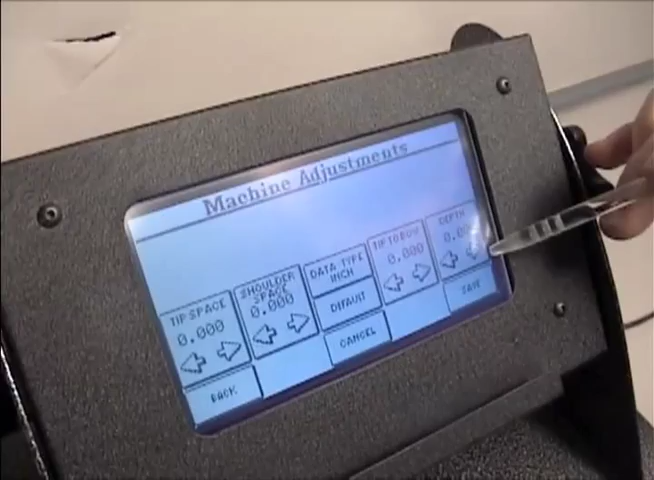 Machine Adjustments
TIP SPACE
0.000
SHOULDER
SPACE
0.000
DATA TYPE
INCH
DEFAULT
CANCEL
TIP TO BOW
0.000
DEPTH
SAVE
BACK